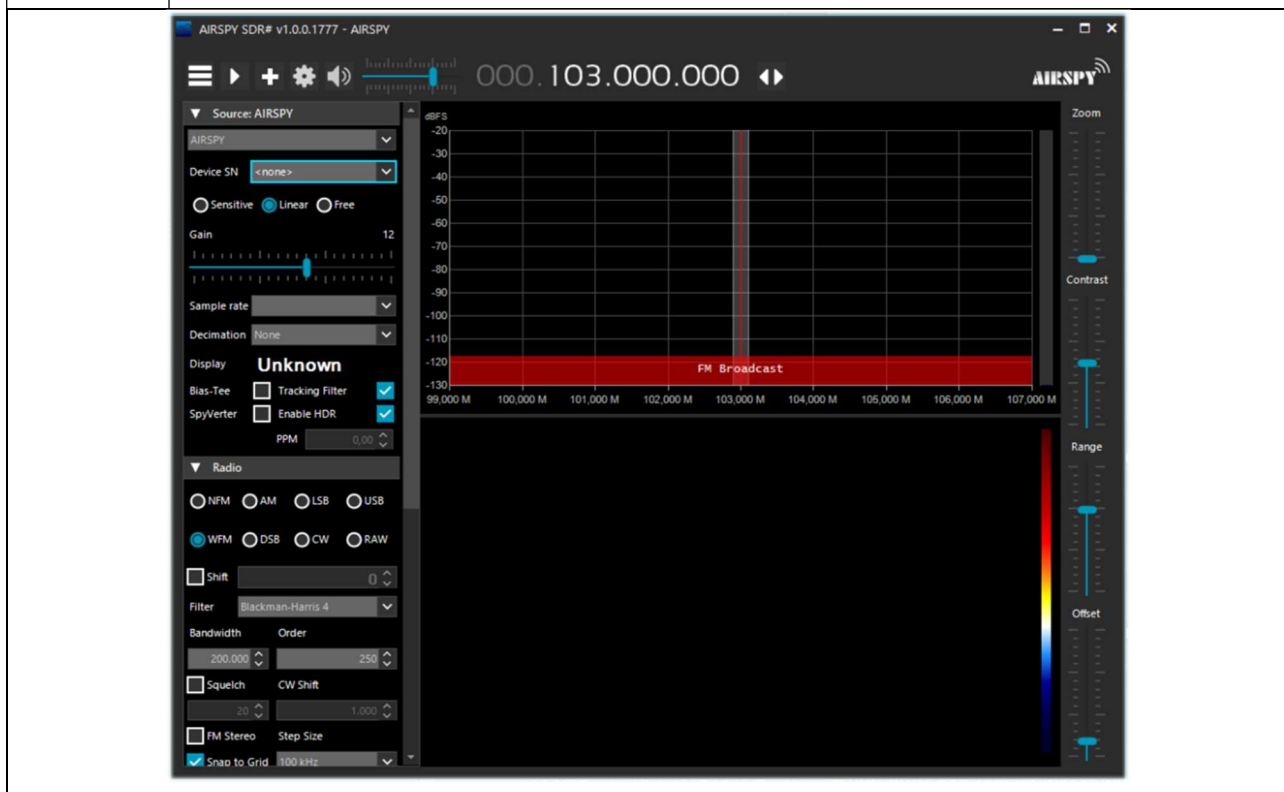 AIRSPY SDR# v1.0.0.1777 - AIRSPY
000.103.000.000
AIRSPY
Source: AIRSPY
AIRSPY
Device SN <none>
Sensitive Linear Free
Gain 12
Sample rate
Decimation None
Display Unknown
Bias-Tee Tracking Filter
SpyVerter Enable HDR
PPM 0,00
Radio
NFM AM LSB USB
WFM DSB CW RAW
Shift 0
Filter Blackman-Harris 4
Bandwidth Order
200.000 250
Squelch CW Shift
20 1.000
FM Stereo Step Size
Snap to Grid 100 kHz
dBFS
-20
-30
-40
-50
-60
-70
-80
-90
-100
-110
-120
-130
FM Broadcast
99,000 M 100,000 M 101,000 M 102,000 M 103,000 M 104,000 M 105,000 M 106,000 M 107,000 M
Zoom
Contrast
Range
Offset